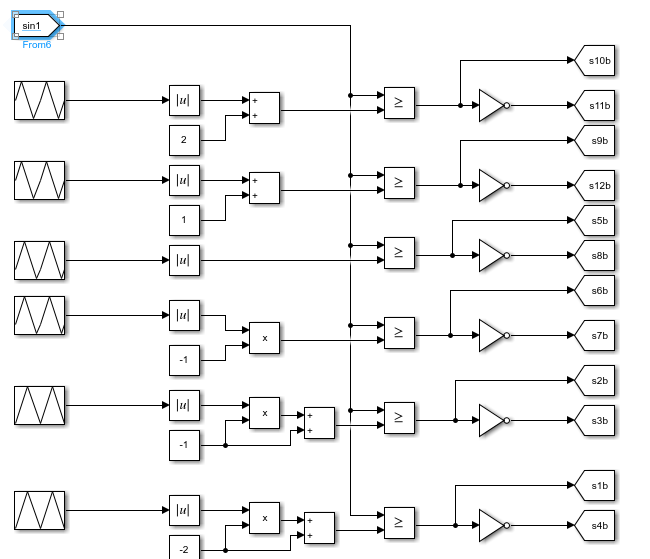 sin1
From6
s10b
|u|
+
+
≥
s11b
2
s9b
|u|
+
+
≥
s12b
1
s5b
|u|
≥
s8b
s6b
|u|
x
≥
s7b
-1
s2b
|u|
x
+
+
≥
s3b
-1
s1b
|u|
x
+
+
≥
s4b
-2